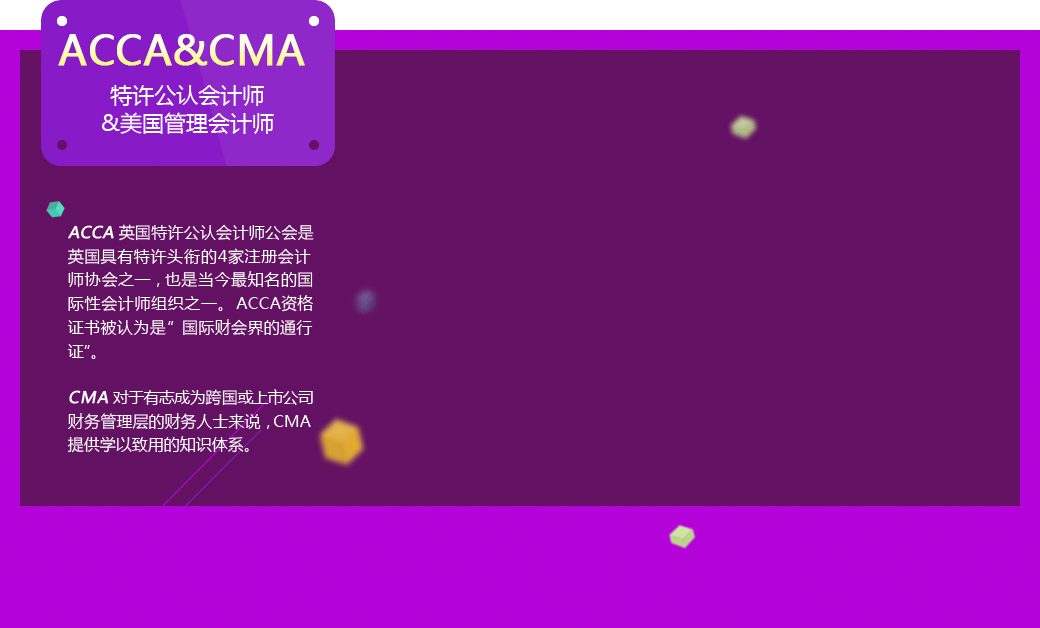 ACCA&CMA
特许公认会计师
&美国管理会计师
ACCA 英国特许公认会计师公会是
英国具有特许头衔的4家注册会计
师协会之一，也是当今最知名的国
际性会计师组织之一。ACCA资格
证书被认为是”国际财会界的通行
证”。
CMA 对于有志成为跨国或上市公司
财务管理层的财务人士来说，CMA
提供学以致用的知识体系。